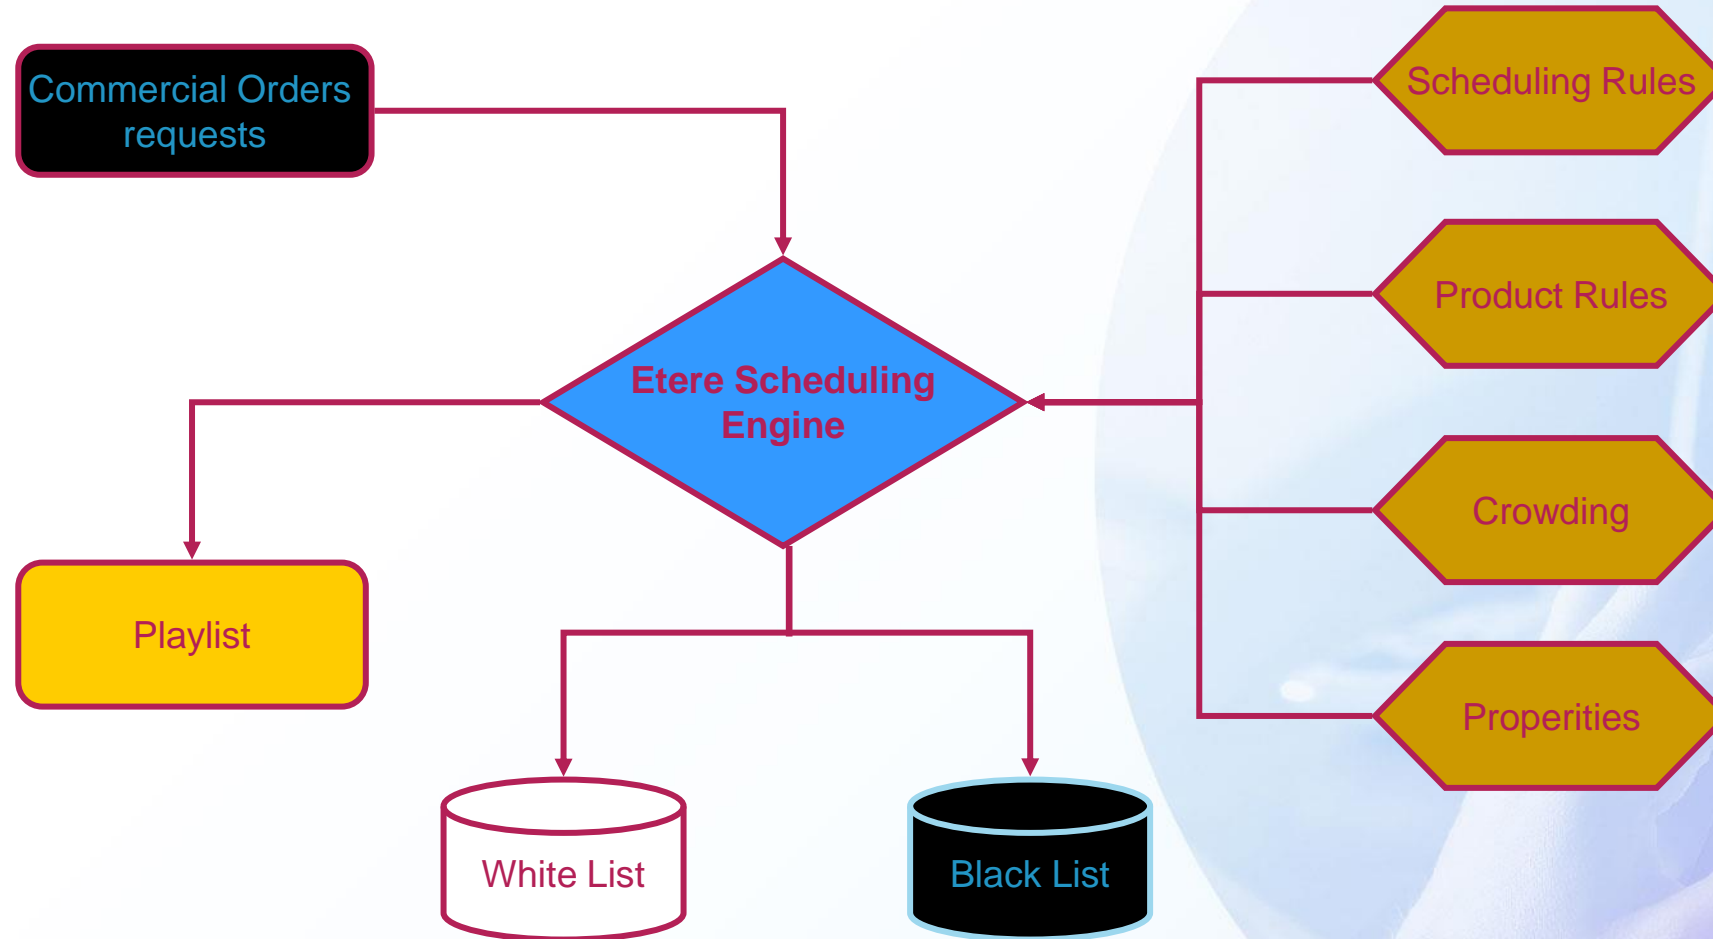 Commercial Orders
requests
Scheduling Rules
Product Rules
Etere Scheduling
Engine
Crowding
Playlist
Properities
White List
Black List